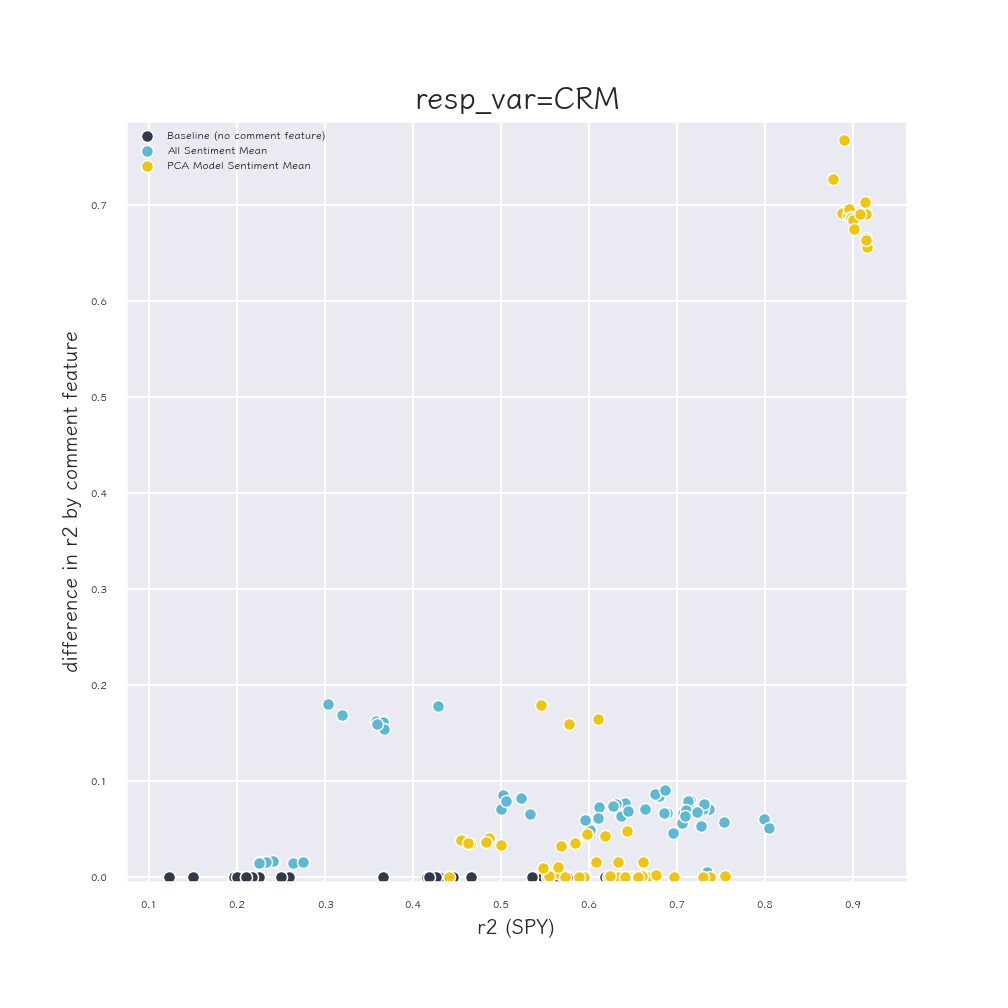 resp_var=CRM
Baseline (no comment feature)
All Sentiment Mean
PCA Model Sentiment Mean
difference in r2 by comment feature
0.7
0.6
0.5
0.4
0.3
0.2
0.1
0.0
0.1 0.2 0.3 0.4 0.5 0.6 0.7 0.8 0.9
r2 (SPY)